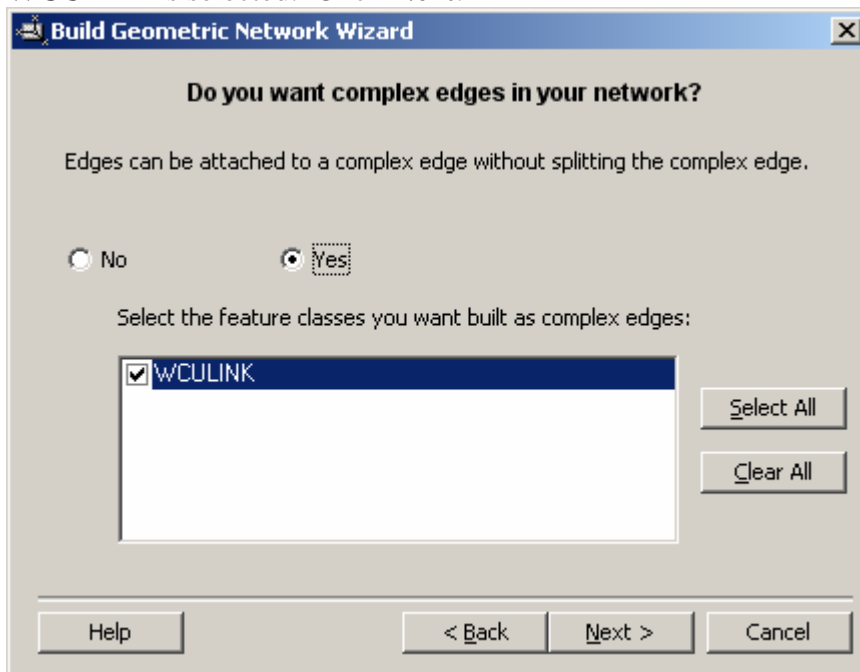 Build Geometric Network Wizard
Do you want complex edges in your network?
Edges can be attached to a complex edge without splitting the complex edge.
No
Yes
Select the feature classes you want built as complex edges:
WCULINK
Select All
Clear All
Help
< Back
Next >
Cancel